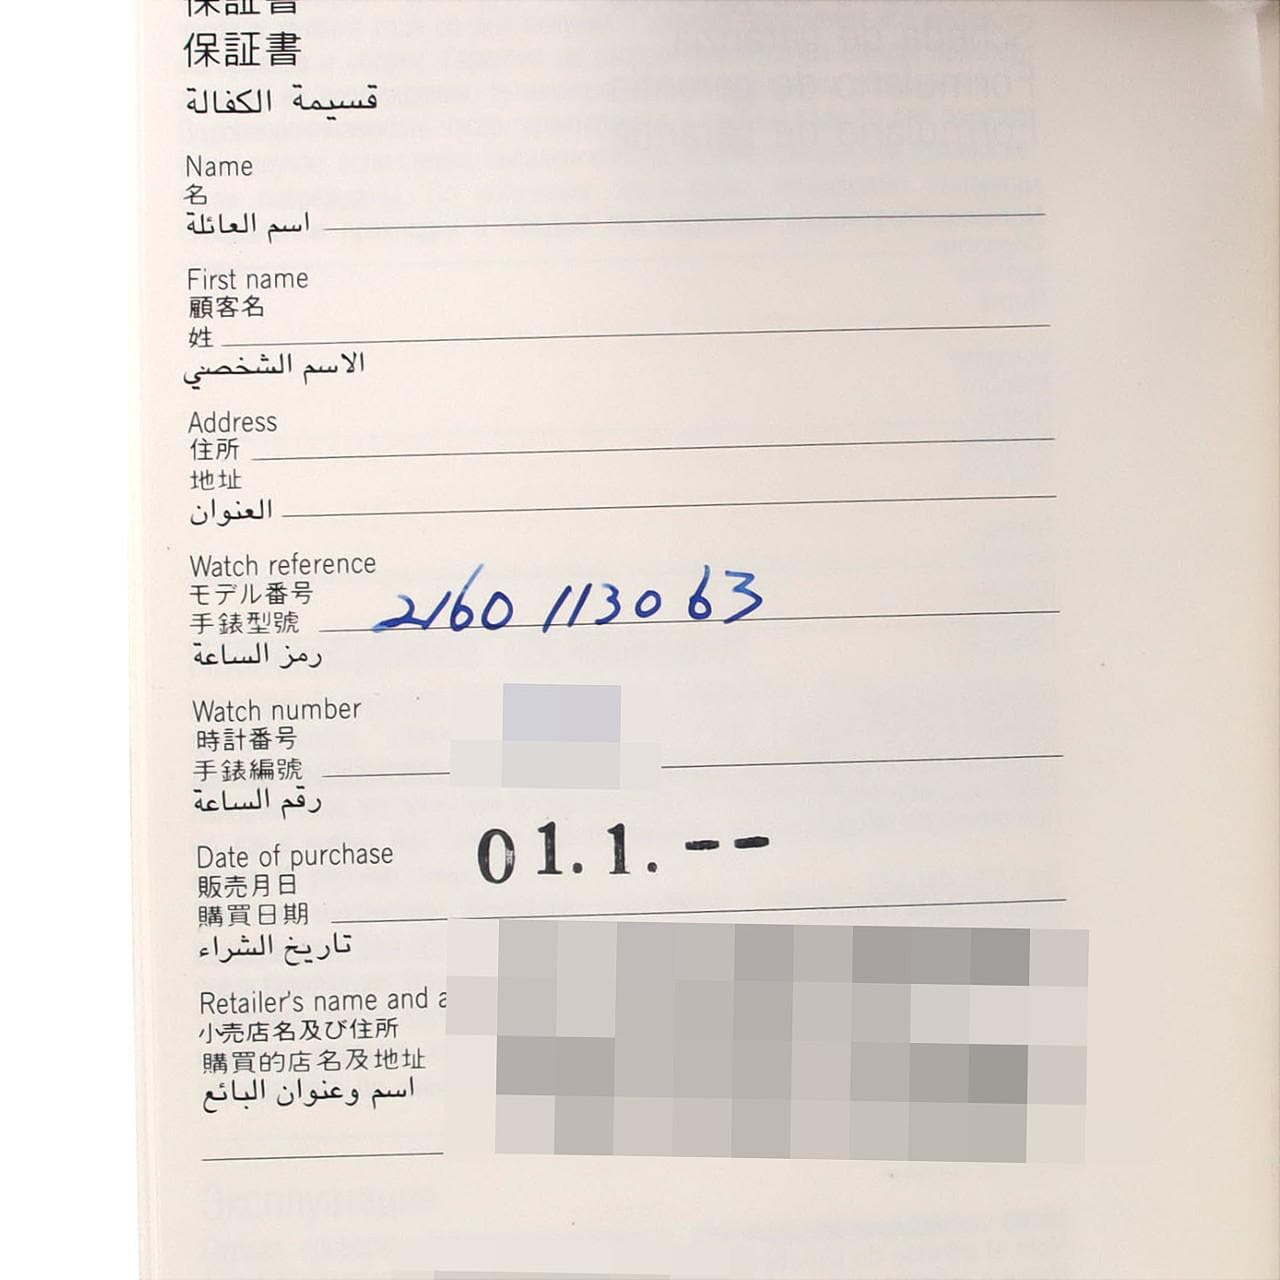 保証書
保証書
قسيمة الكفالة
Name
名
اسم العائلة
First name
顧客名
姓
الاسم الشخصي
Address
住所
地址
العنوان
Watch reference
モデル番号
手錶型號
2160 1130 63
رمز الساعة
Watch number
時計番号
手錶編號
رقم الساعة
Date of purchase
01.1.--
販売月日
購買日期
تاريخ الشراء
Retailer's name and a
小売店名及び住所
購買的店名及地址
اسم وعنوان البائع